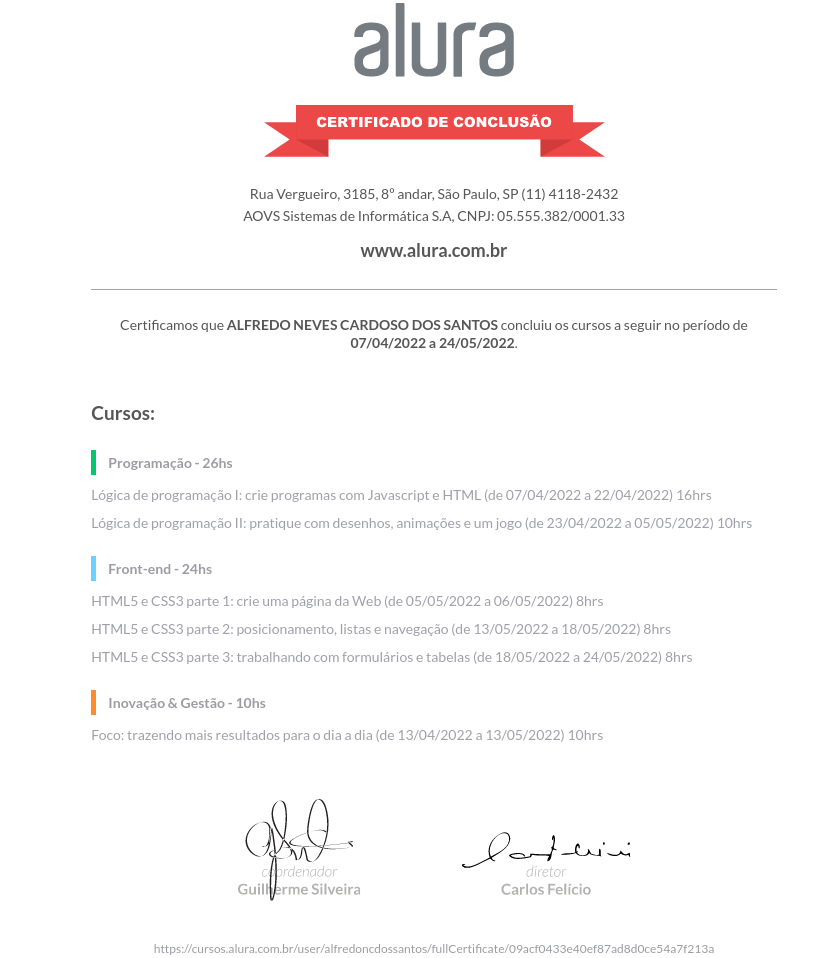 alura
CERTIFICADO DE CONCLUSÃO
Rua Vergueiro, 3185, 8º andar, São Paulo, SP (11) 4118-2432
AOVS Sistemas de Informática S.A, CNPJ: 05.555.382/0001.33
www.alura.com.br
Certificamos que ALFREDO NEVES CARDOSO DOS SANTOS concluiu os cursos a seguir no período de
07/04/2022 a 24/05/2022.
Cursos:
Programação - 26hs
Lógica de programação I: crie programas com Javascript e HTML (de 07/04/2022 a 22/04/2022) 16hrs
Lógica de programação II: pratique com desenhos, animações e um jogo (de 23/04/2022 a 05/05/2022) 10hrs
Front-end - 24hs
HTML5 e CSS3 parte 1: crie uma página da Web (de 05/05/2022 a 06/05/2022) 8hrs
HTML5 e CSS3 parte 2: posicionamento, listas e navegação (de 13/05/2022 a 18/05/2022) 8hrs
HTML5 e CSS3 parte 3: trabalhando com formulários e tabelas (de 18/05/2022 a 24/05/2022) 8hrs
Inovação & Gestão - 10hs
Foco: trazendo mais resultados para o dia a dia (de 13/04/2022 a 13/05/2022) 10hrs
coordenador
Guilherme Silveira
diretor
Carlos Felício
https://cursos.alura.com.br/user/alfredoncdossantos/fullCertificate/09acf0433e40ef87ad8d0ce54a7f213a